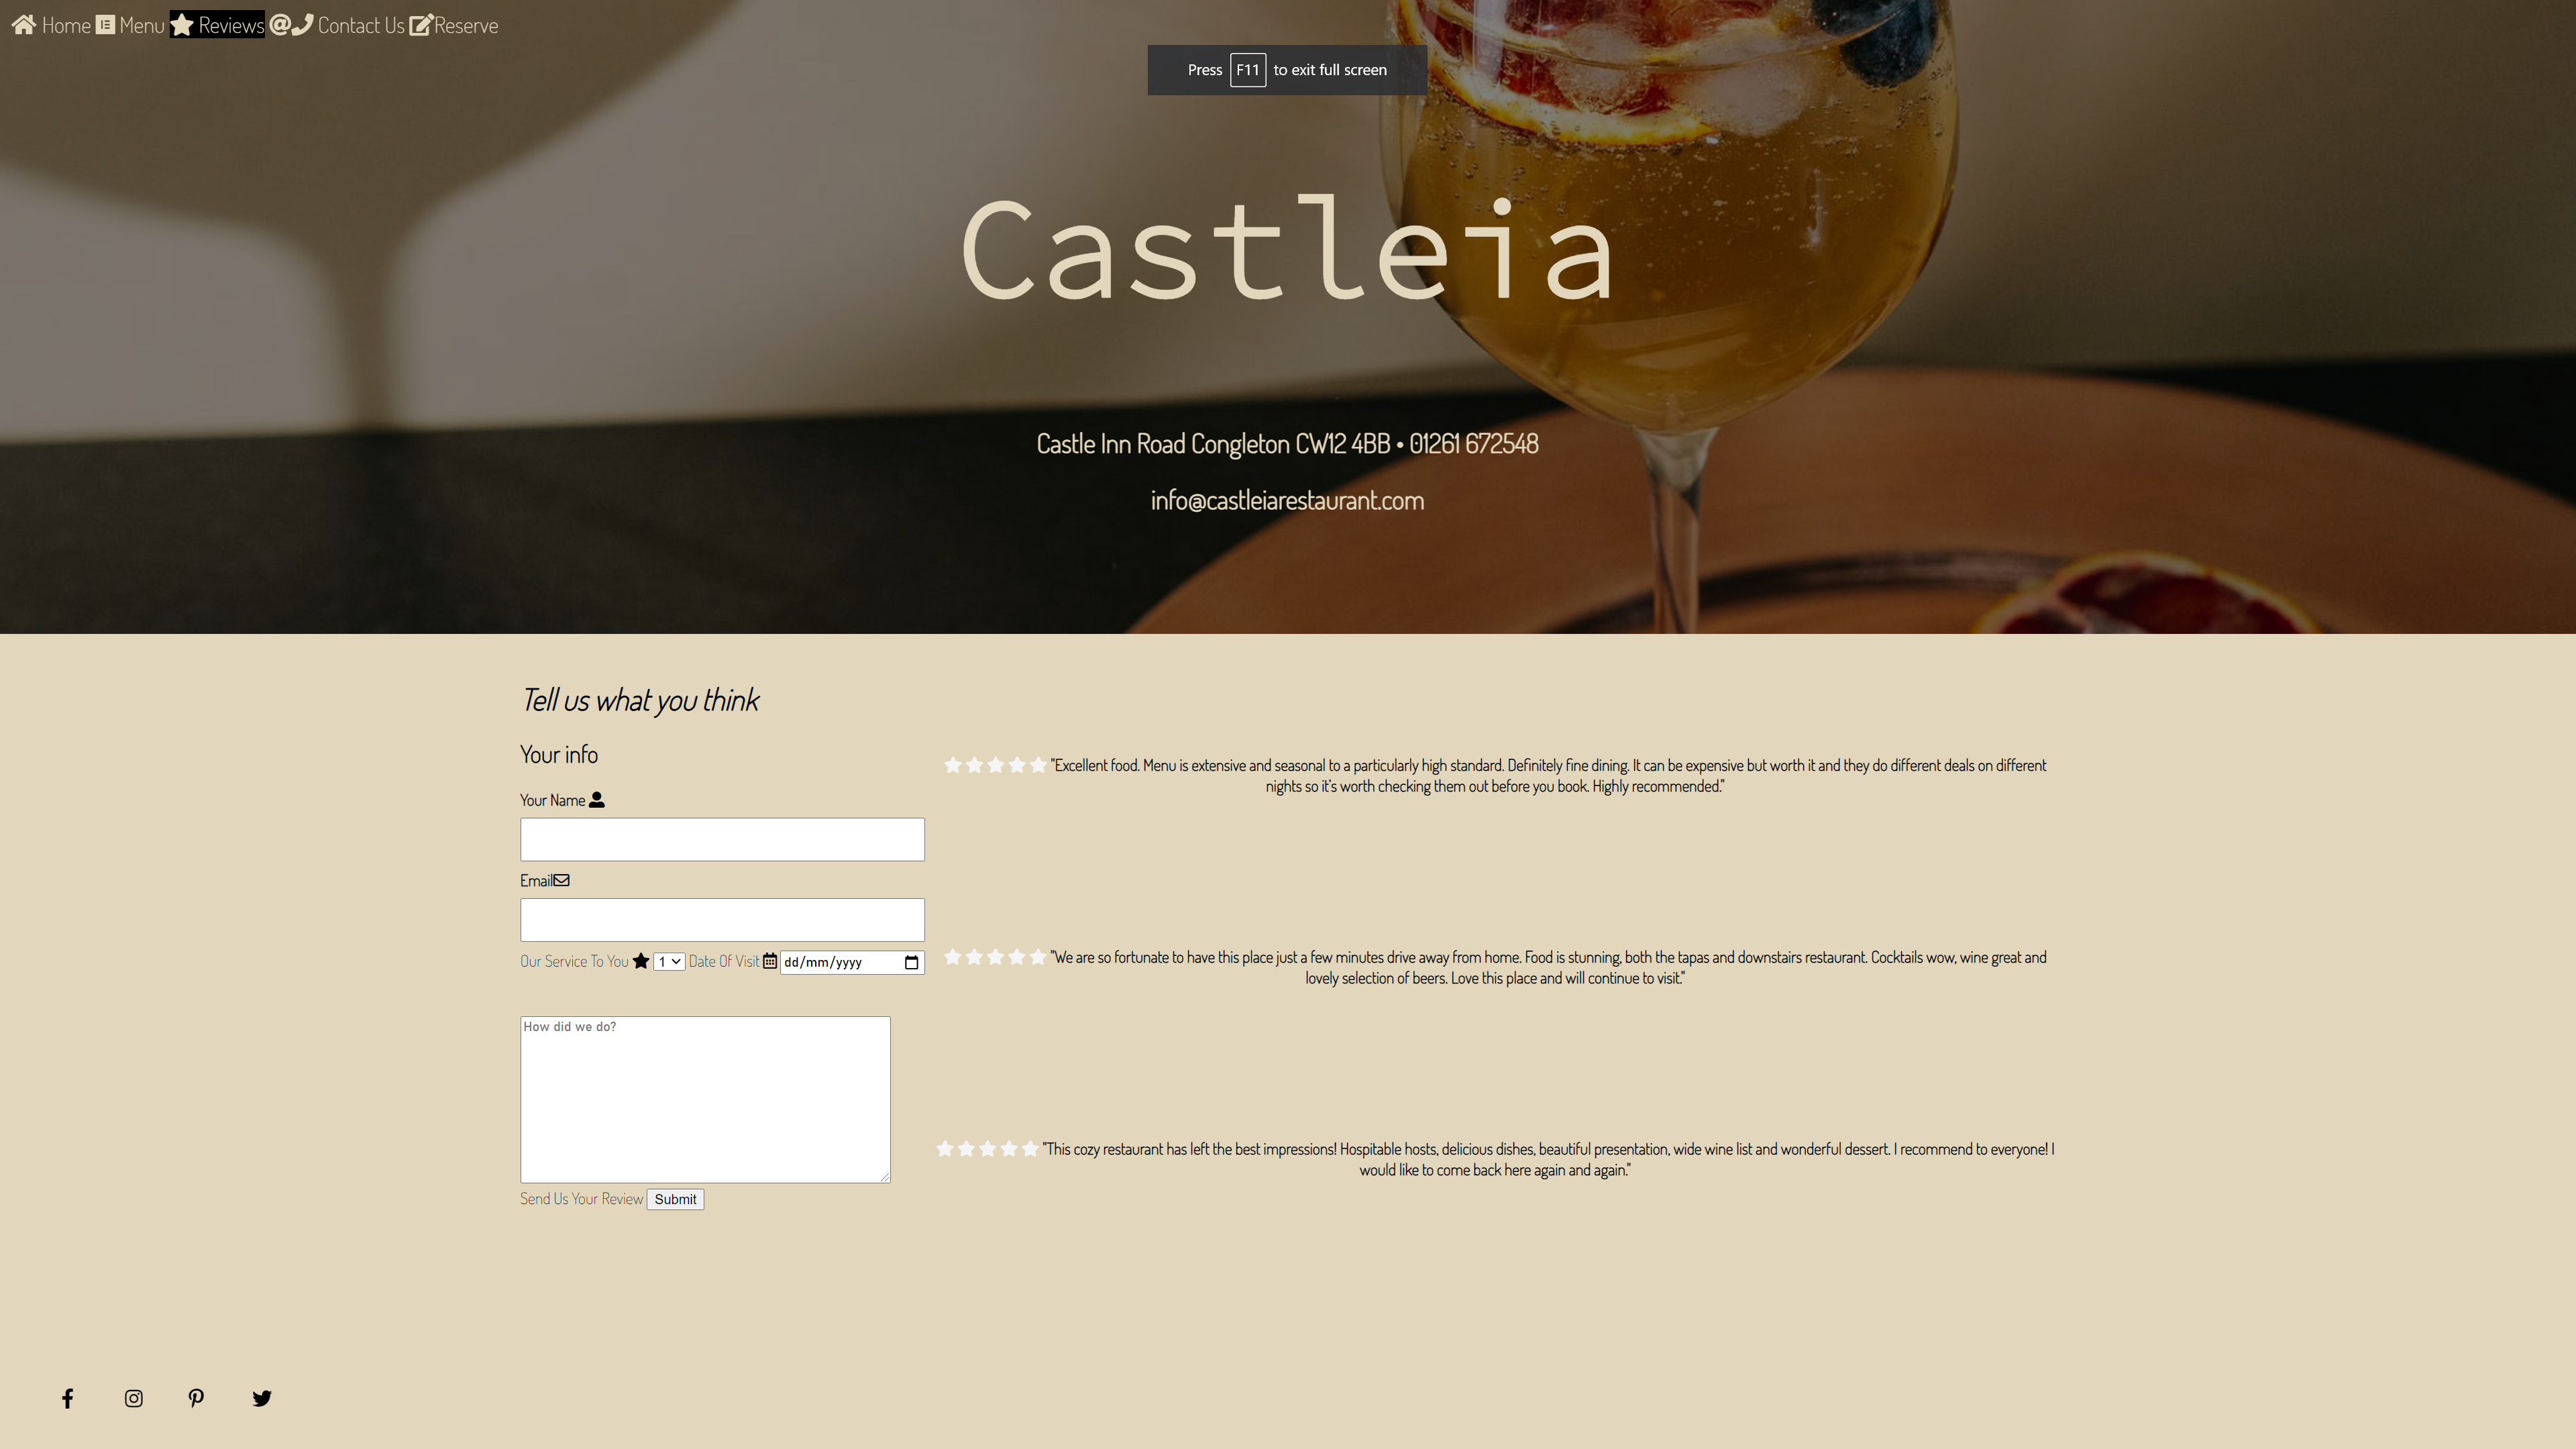 Home Menu Reviews Contact Us Reserve
Press F11 to exit full screen
Castleia
Castle Inn Road Congleton CW12 4BB • 01261 672548
info@castleiarestaurant.com
Tell us what you think
Your info
Your Name
Email
Our Service To You 1 Date Of Visit dd/mm/yyyy
How did we do?
Send Us Your Review Submit
"Excellent food. Menu is extensive and seasonal to a particularly high standard. Definitely fine dining. It can be expensive but worth it and they do different deals on different
nights so it's worth checking them out before you book. Highly recommended."
"We are so fortunate to have this place just a few minutes drive away from home. Food is stunning, both the tapas and downstairs restaurant. Cocktails wow, wine great and
lovely selection of beers. Love this place and will continue to visit."
"This cozy restaurant has left the best impressions! Hospitable hosts, delicious dishes, beautiful presentation, wide wine list and wonderful dessert. I recommend to everyone! I
would like to come back here again and again."